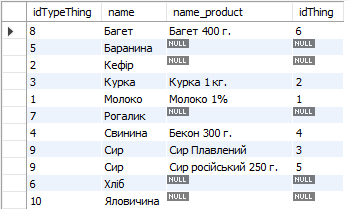 idTypeThing name name_product idThing
8 Багет Багет 400 г. 6
5 Баранина NULL NULL
2 Кефір NULL NULL
3 Курка Курка 1 кг. 2
1 Молоко Молоко 1% 1
7 Рогалик NULL NULL
4 Свинина Бекон 300 г. 4
9 Сир Сир Плавлений 3
9 Сир Сир російський 250 г. 5
6 Хліб NULL NULL
10 Яловичина NULL NULL